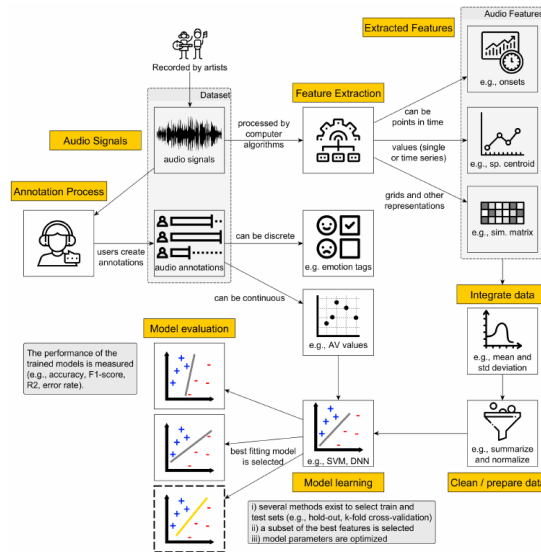 Audio Features
Extracted Features
Recorded by artists
e.g., onsets
Dataset
Feature Extraction
Audio Signals
audio signals
processed by
computer
algorithms
can be
points in time
values (single
or time series)
e.g., sp. centroid
grids and other
representations
e.g., sim. matrix
Annotation Process
users create
annotations
audio annotations
can be discrete
e.g. emotion tags
can be continuous
e.g., AV values
Integrate data
e.g., mean and
std deviation
Model evaluation
The performance of the
trained models is measured
(e.g., accuracy, F1-score,
R2, error rate).
best fitting model
is selected
e.g., SVM, DNN
Model learning
e.g., summarize
and normalize
Clean / prepare data
i) several methods exist to select train and
test sets (e.g., hold-out, k-fold cross-validation)
ii) a subset of the best features is selected
iii) model parameters are optimized